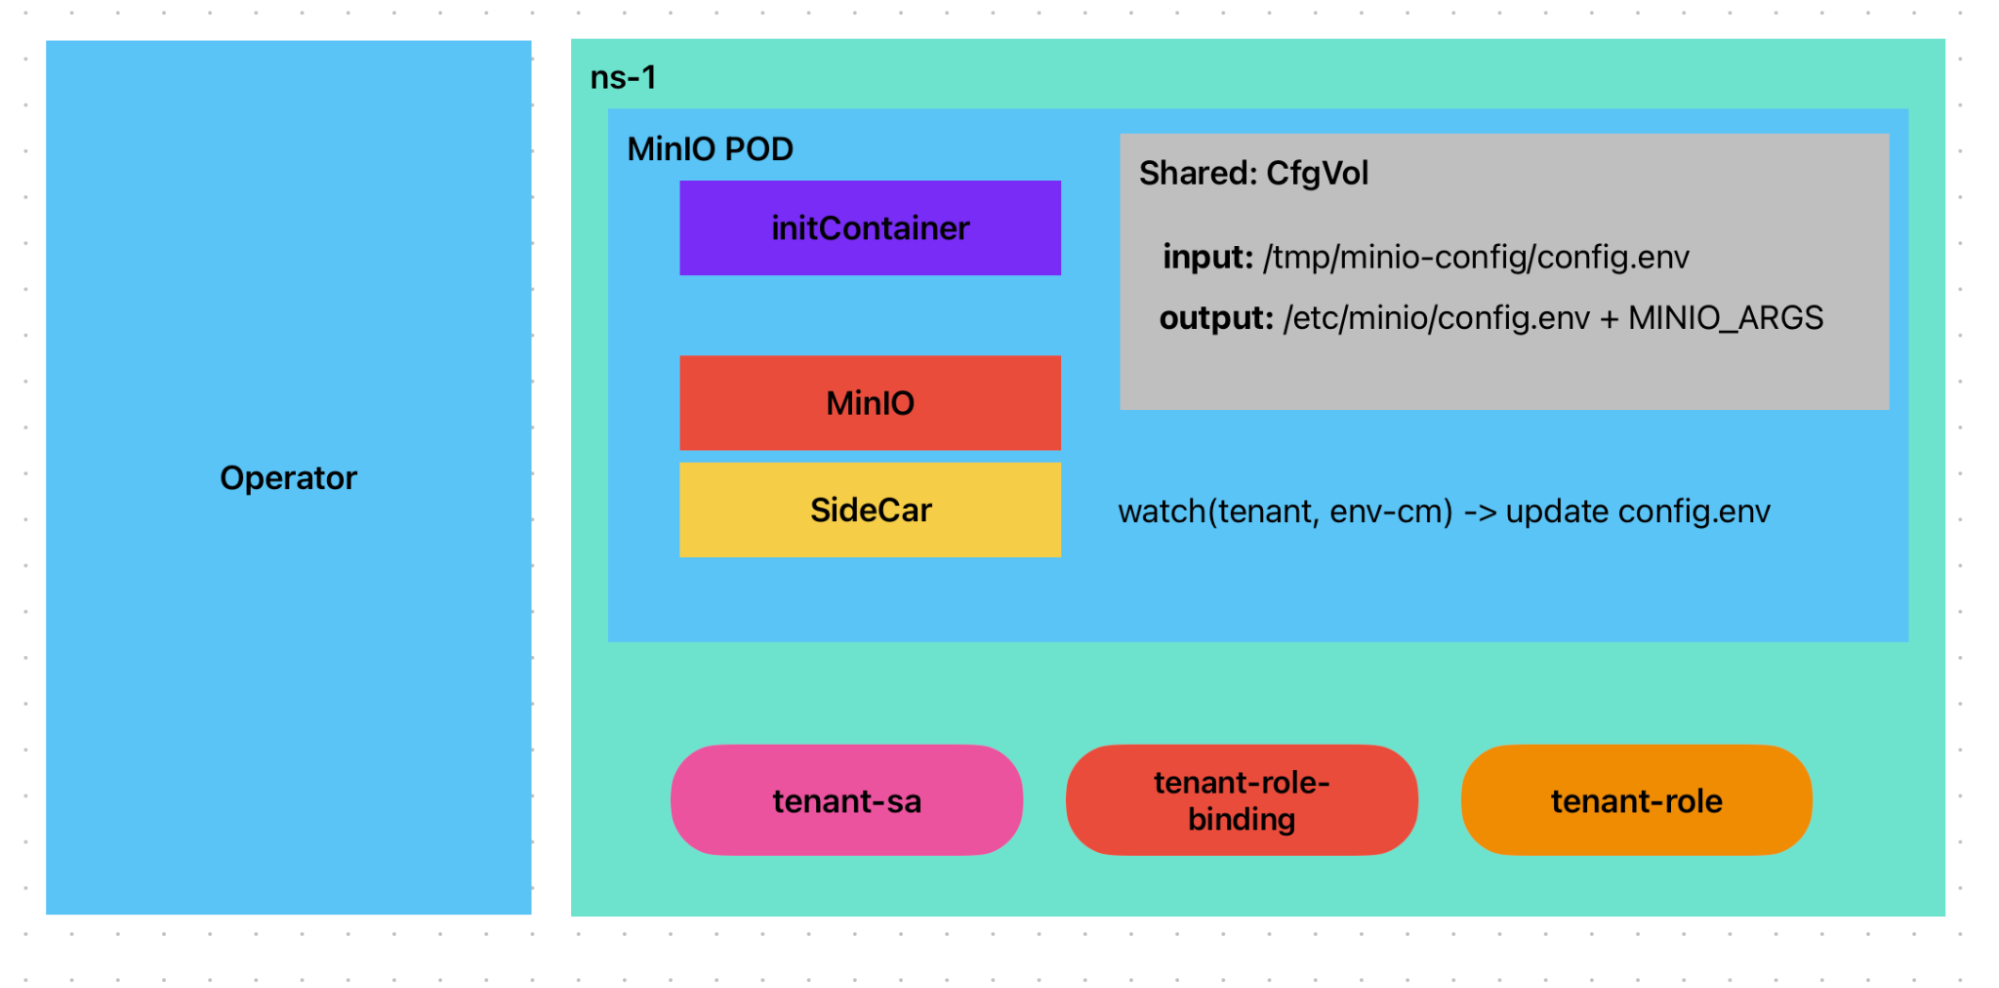 Operator
ns-1
MinIO POD
initContainer
MinIO
SideCar
Shared: CfgVol
input: /tmp/minio-config/config.env
output: /etc/minio/config.env + MINIO_ARGS
watch(tenant, env-cm) -> update config.env
tenant-sa
tenant-role-
binding
tenant-role